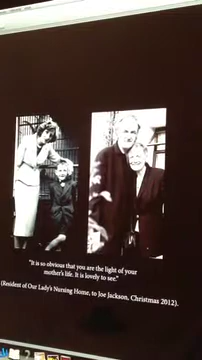 "It is so obvious that you are the light of your
mother's life. It is lovely to see."
(Resident of Our Lady's Nursing Home, to Joe Jackson, Christmas 2012).